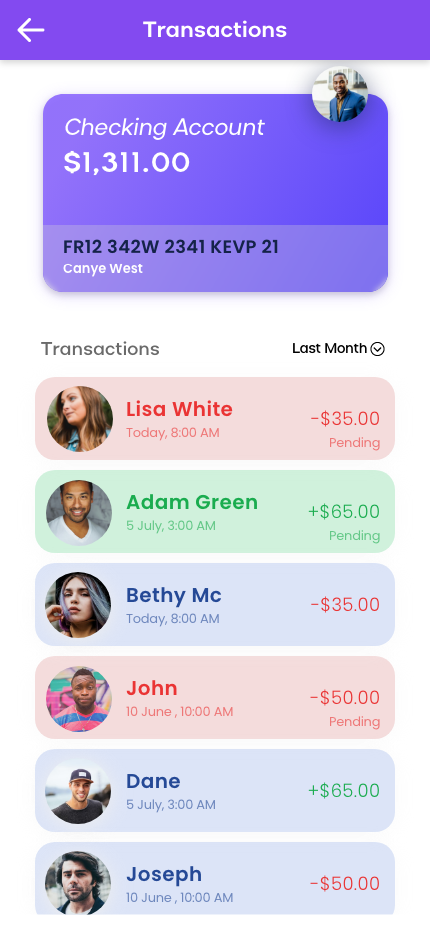 Transactions
Checking Account
$1,311.00
FR12 342W 2341 KEVP 21
Canye West
Transactions
Last Month
Lisa White
-$35.00
Today, 8:00 AM
Pending
Adam Green
+$65.00
5 July, 3:00 AM
Pending
Bethy Mc
-$35.00
Today, 8:00 AM
John
-$50.00
10 June , 10:00 AM
Pending
Dane
+$65.00
5 July, 3:00 AM
Joseph
-$50.00
10 June , 10:00 AM